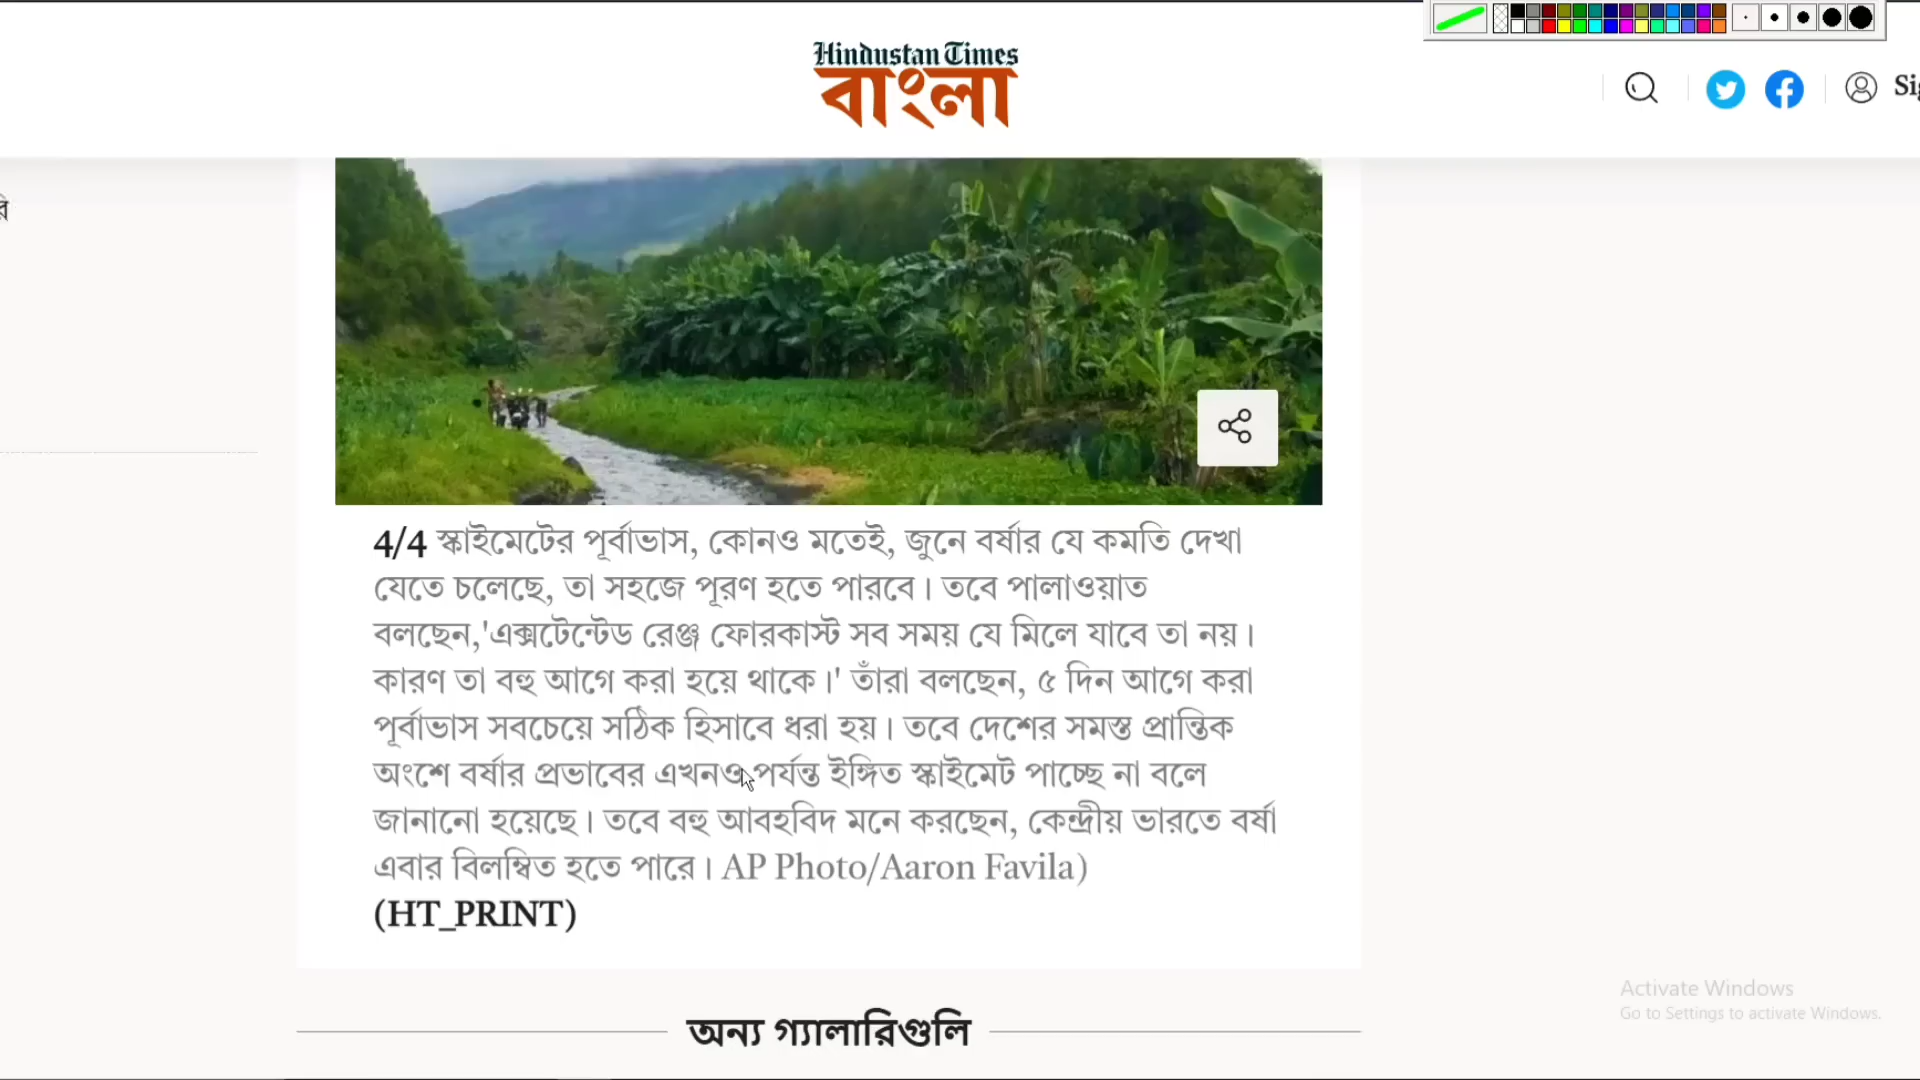 Hindustan Times
বাংলা
Sig
রি
4/4 স্কাইমেটের পূর্বাভাস, কোনও মতেই, জুনে বর্ষার যে কমতি দেখা
যেতে চলেছে, তা সহজে পূরণ হতে পারবে। তবে পালাওয়াত
বলছেন,'এক্সটেন্টেড রেঞ্জ ফোরকাস্ট সব সময় যে মিলে যাবে তা নয়।
কারণ তা বহু আগে করা হয়ে থাকে।' তাঁরা বলছেন, ৫ দিন আগে করা
পূর্বাভাস সবচেয়ে সঠিক হিসাবে ধরা হয়। তবে দেশের সমস্ত প্রান্তিক
অংশে বর্ষার প্রভাবের এখনও পর্যন্ত ইঙ্গিত স্কাইমেট পাচ্ছে না বলে
জানানো হয়েছে। তবে বহু আবহবিদ মনে করছেন, কেন্দ্রীয় ভারতে বর্ষা
এবার বিলম্বিত হতে পারে। AP Photo/Aaron Favila)
(HT_PRINT)
অন্য গ্যালারিগুলি
Activate Windows
Go to Settings to activate Windows.